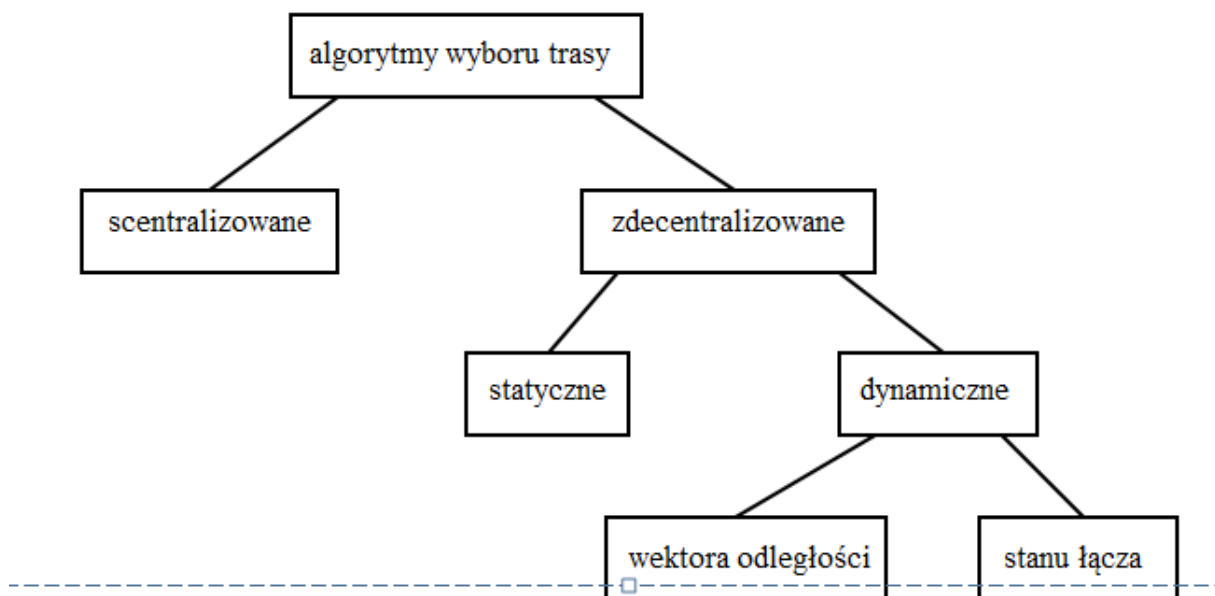 algorytmy wyboru trasy
scentralizowane
zdecentralizowane
statyczne
dynamiczne
wektora odległości
stanu łącza